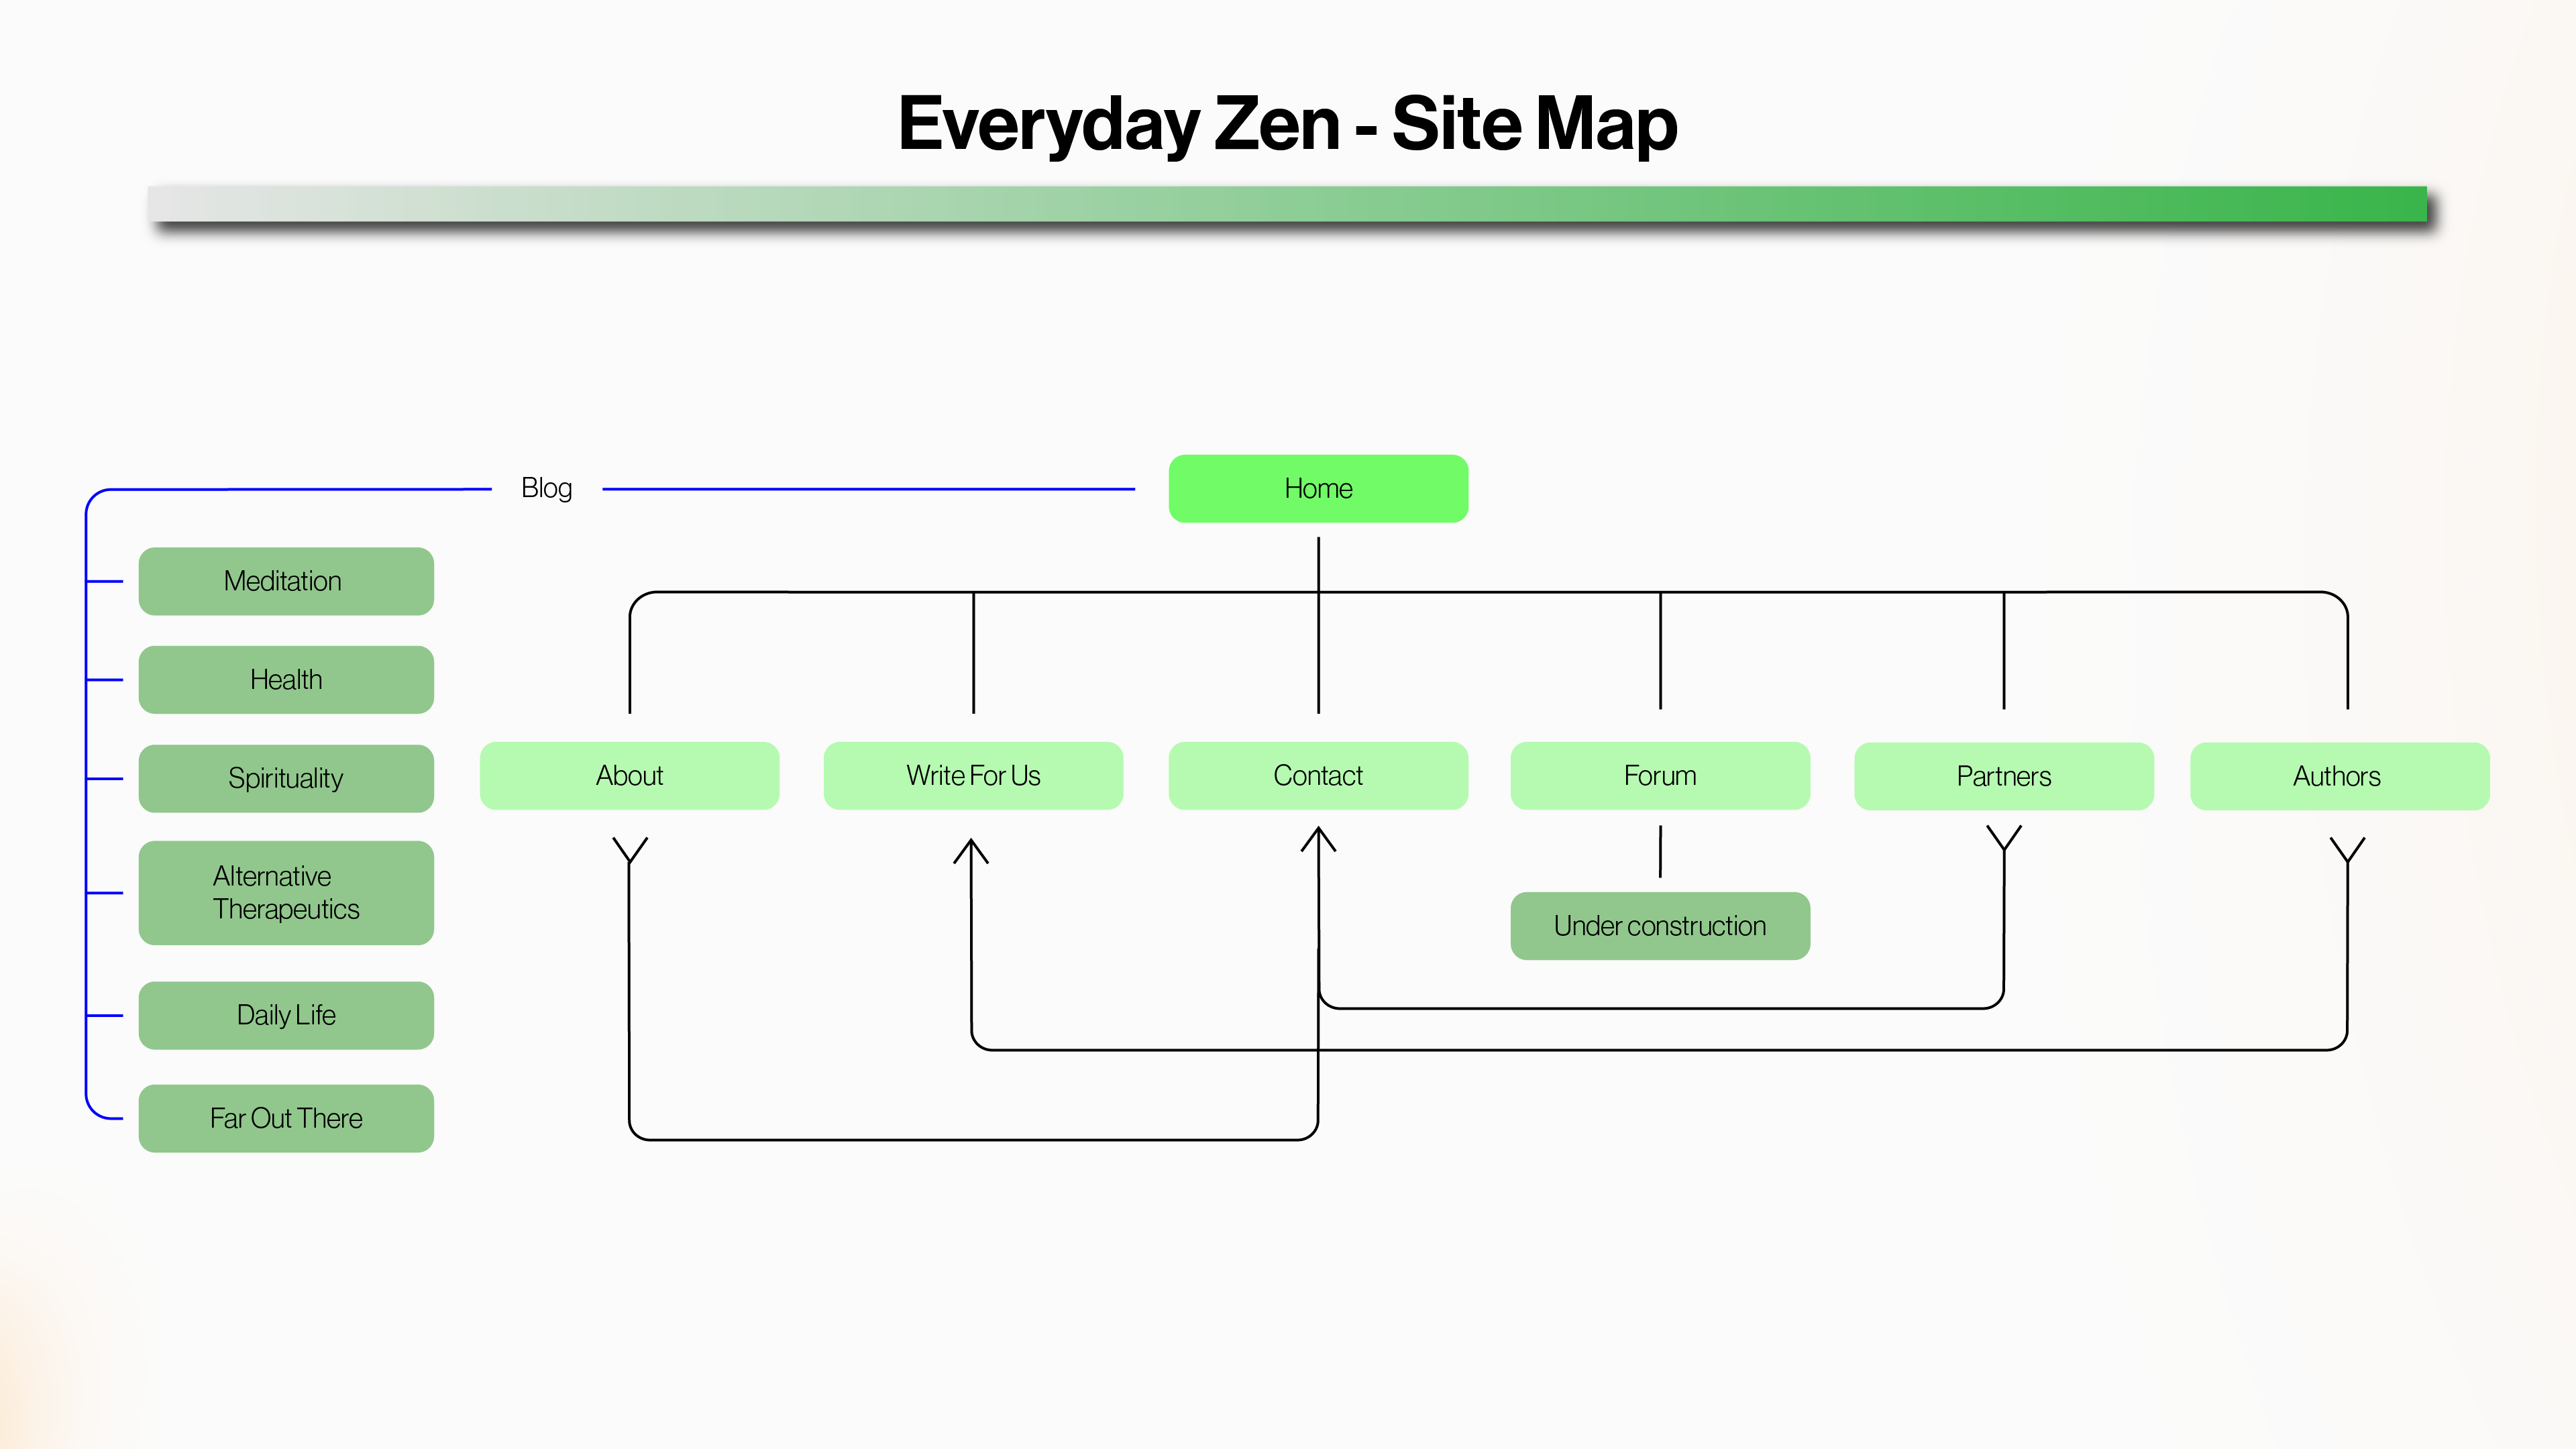 Everyday Zen - Site Map
Blog
Home
Meditation
Health
Spirituality
Alternative
Therapeutics
Daily Life
Far Out There
About
Write For Us
Contact
Forum
Partners
Authors
Under construction